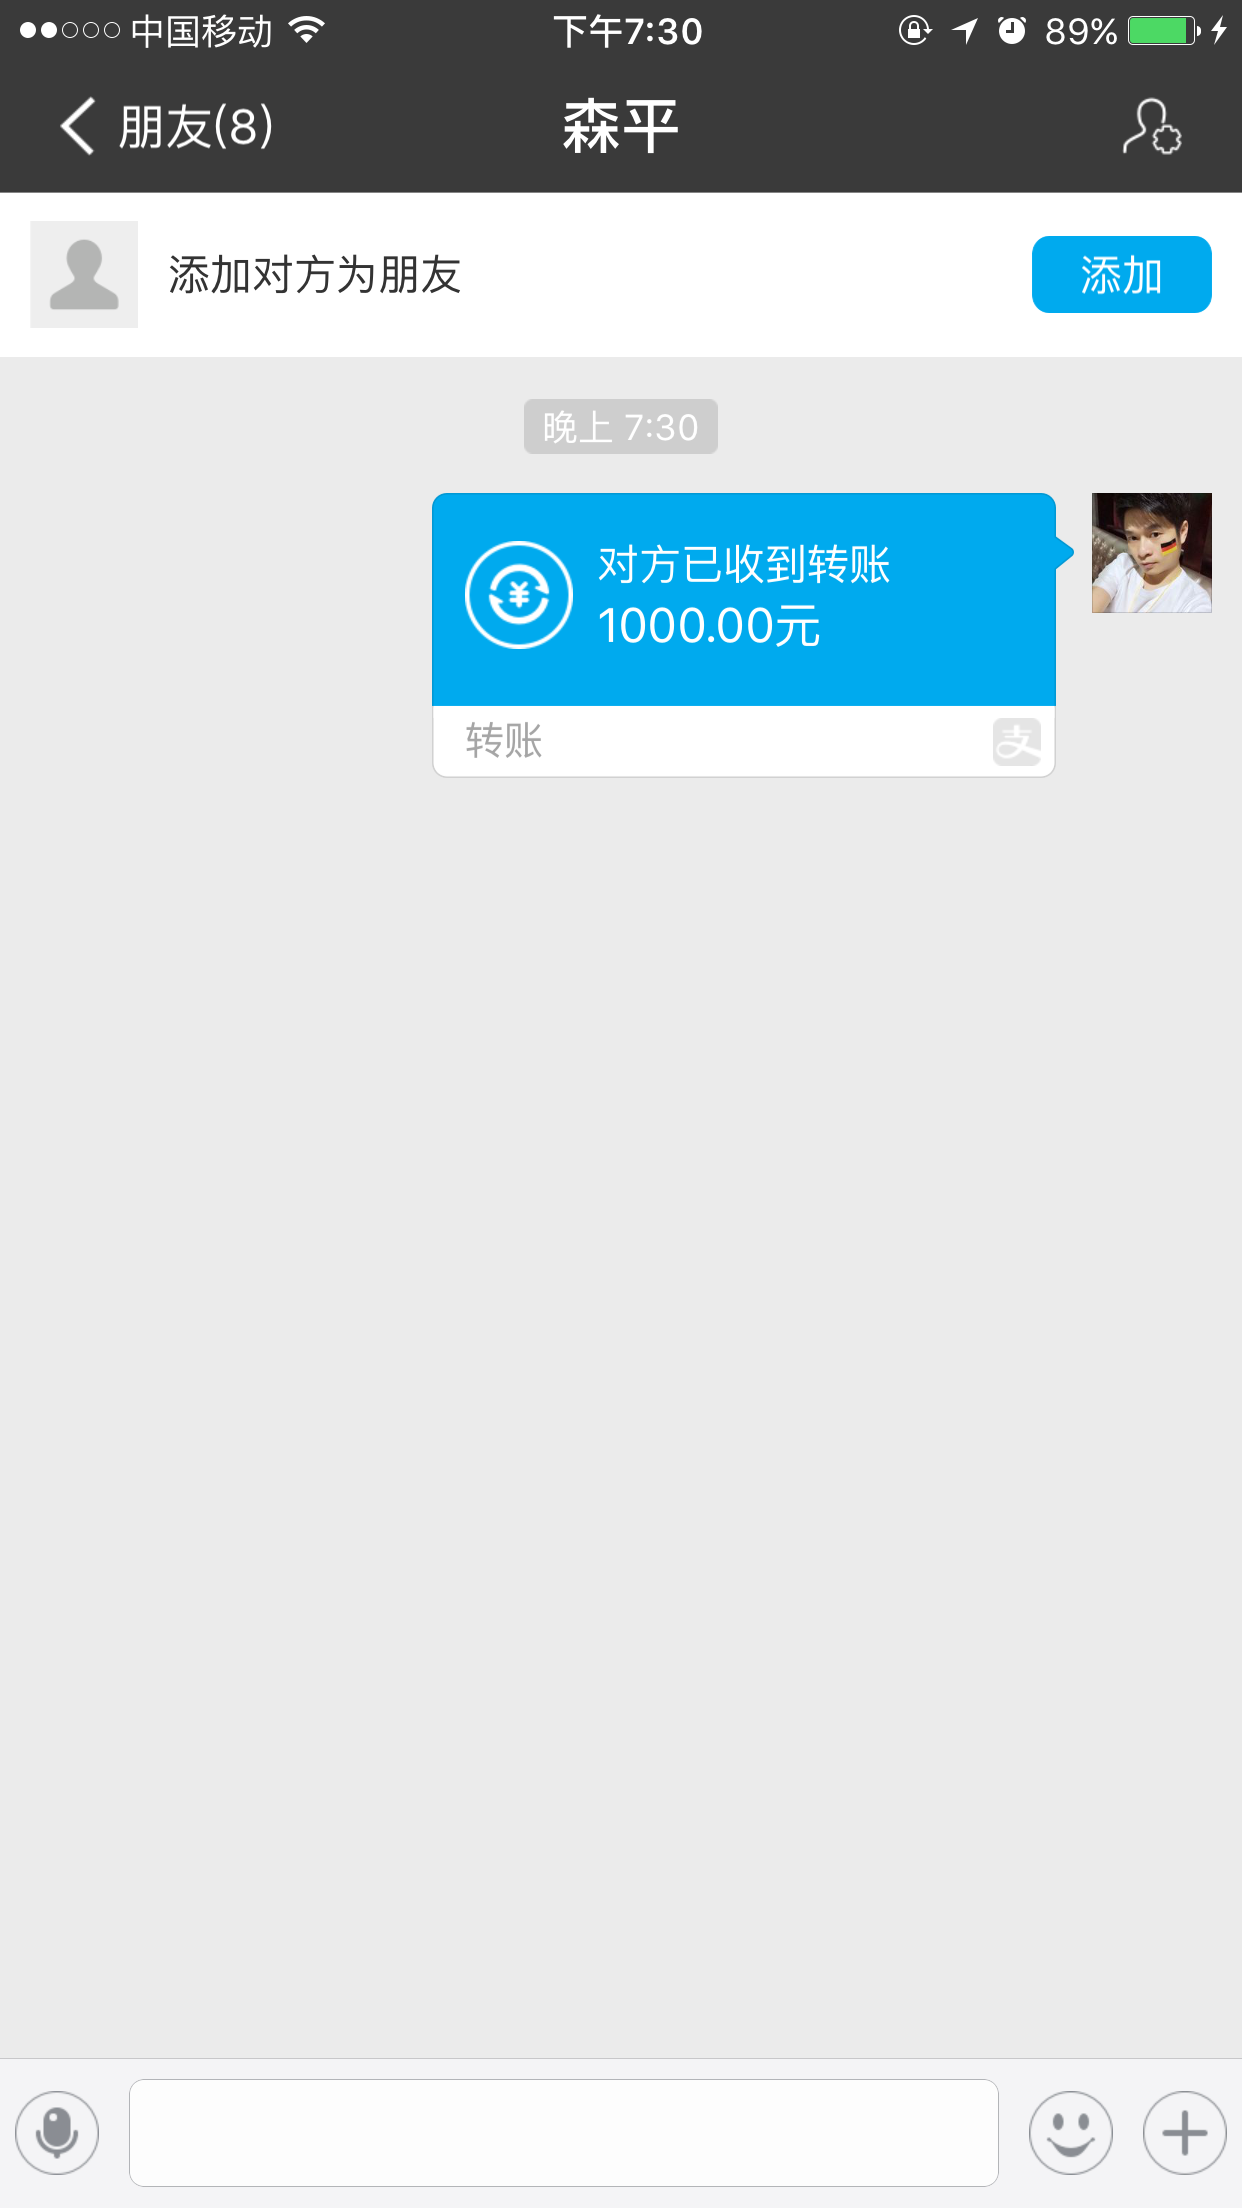 中国移动 下午7:30 89%
朋友(8) 森平
添加对方为朋友 添加
晚上 7:30
对方已收到转账
1000.00元
转账 支